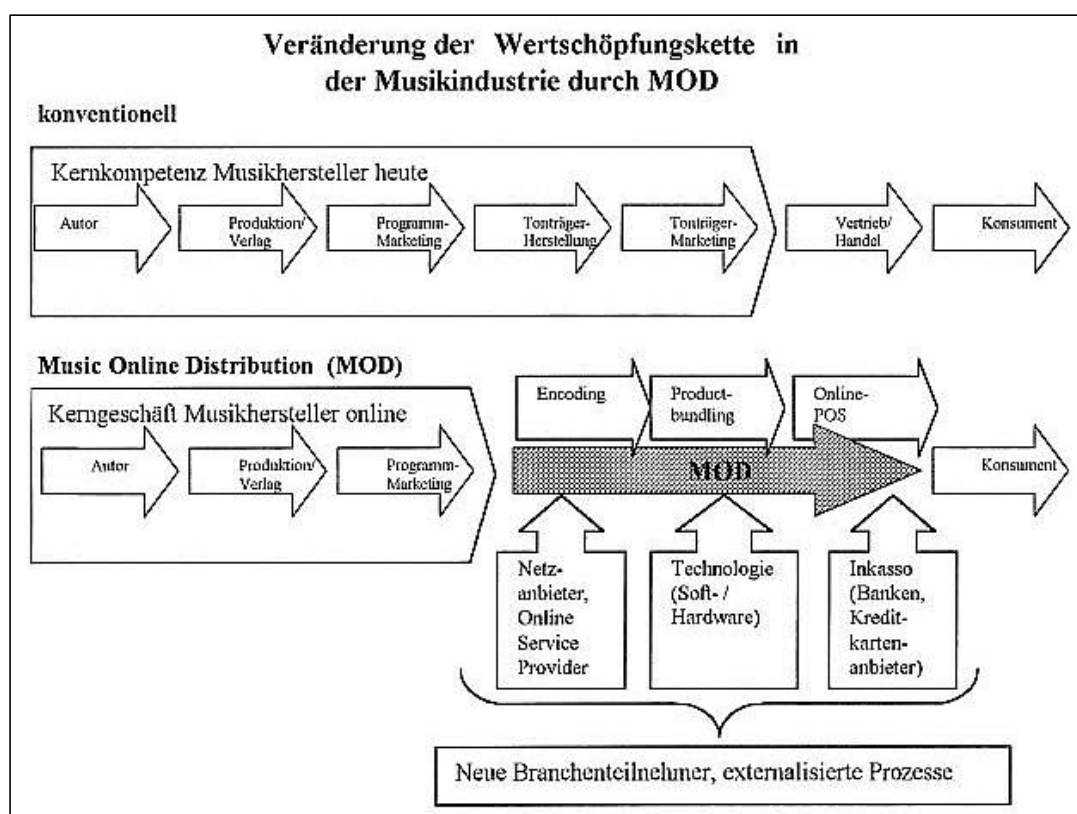 Veränderung der Wertschöpfungskette in
der Musikindustrie durch MOD
konventionell
Kernkompetenz Musikhersteller heute
Autor
Produktion/
Verlag
Programm-
Marketing
Tonträger-
Herstellung
Tonträger-
Marketing
Vertrieb/
Handel
Konsument
Music Online Distribution (MOD)
Kerngeschäft Musikhersteller online
Autor
Produktion/
Verlag
Programm-
Marketing
Encoding
Product-
bundling
Online-
POS
MOD
Konsument
Netz-
anbieter,
Online
Service
Provider
Technologie
(Soft- /
Hardware)
Inkasso
(Banken,
Kredit-
karten-
anbieter)
Neue Branchenteilnehmer, externalisierte Prozesse